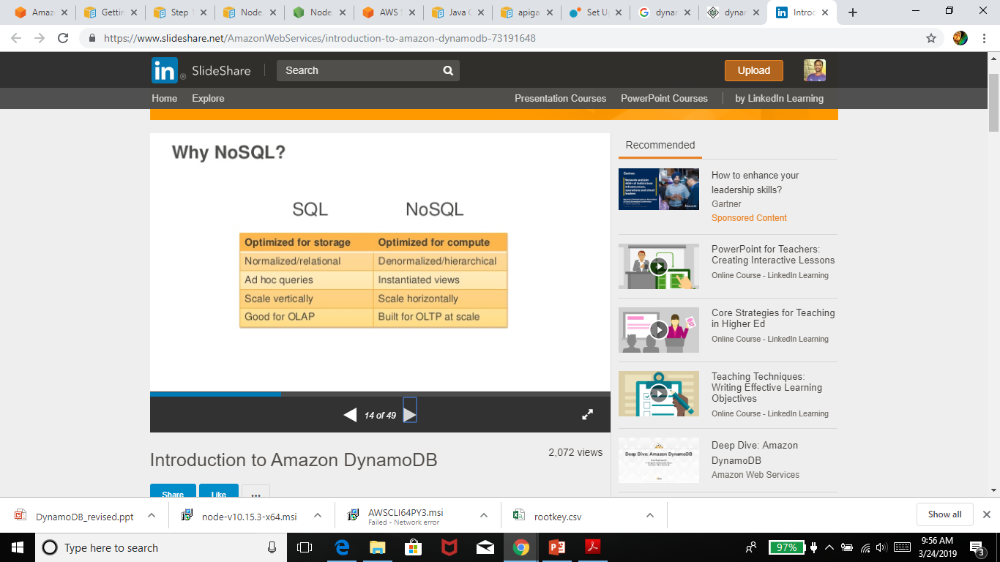 Amaz
Gettin
Step T
Node
Node.
AWS S
Java C
apiga
Set U
dynar
dynar
Introd
https://www.slideshare.net/AmazonWebServices/introduction-to-amazon-dynamodb-73191648
in SlideShare
Search
Upload
Home
Explore
Presentation Courses
PowerPoint Courses
by LinkedIn Learning
Why NoSQL?
SQL NoSQL
Optimized for storage Optimized for compute
Normalized/relational Denormalized/hierarchical
Ad hoc queries Instantiated views
Scale vertically Scale horizontally
Good for OLAP Built for OLTP at scale
14 of 49
Introduction to Amazon DynamoDB
2,072 views
Share
Like
...
Recommended
How to enhance your
leadership skills?
Gartner
Sponsored Content
PowerPoint for Teachers:
Creating Interactive Lessons
Online Course - LinkedIn Learning
Core Strategies for Teaching
in Higher Ed
Online Course - LinkedIn Learning
Teaching Techniques:
Writing Effective Learning
Objectives
Online Course - LinkedIn Learning
Deep Dive: Amazon DynamoDB
Deep Dive: Amazon
DynamoDB
Amazon Web Services
DynamoDB_revised.ppt
node-v10.15.3-x64.msi
AWSCLI64PY3.msi
Failed - Network error
rootkey.csv
Show all
Type here to search
97%
9:56 AM
3/24/2019
3